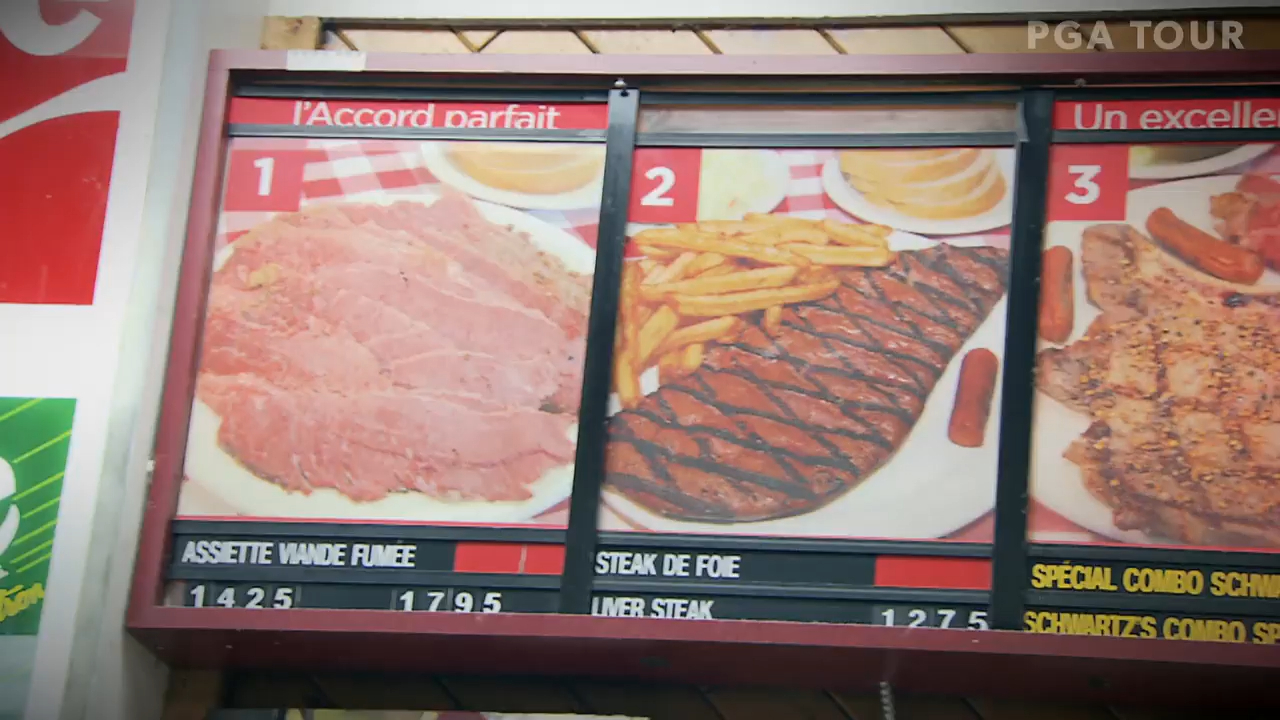 PGA TOUR
l'Accord parfait
Un excelle
1
2
3
ASSIETTE VIANDE FUMEE
1425 1795
STEAK DE FOIE
LIVER STEAK 1275
SPÉCIAL COMBO SCHW
SCHWARTZ'S COMBO SP